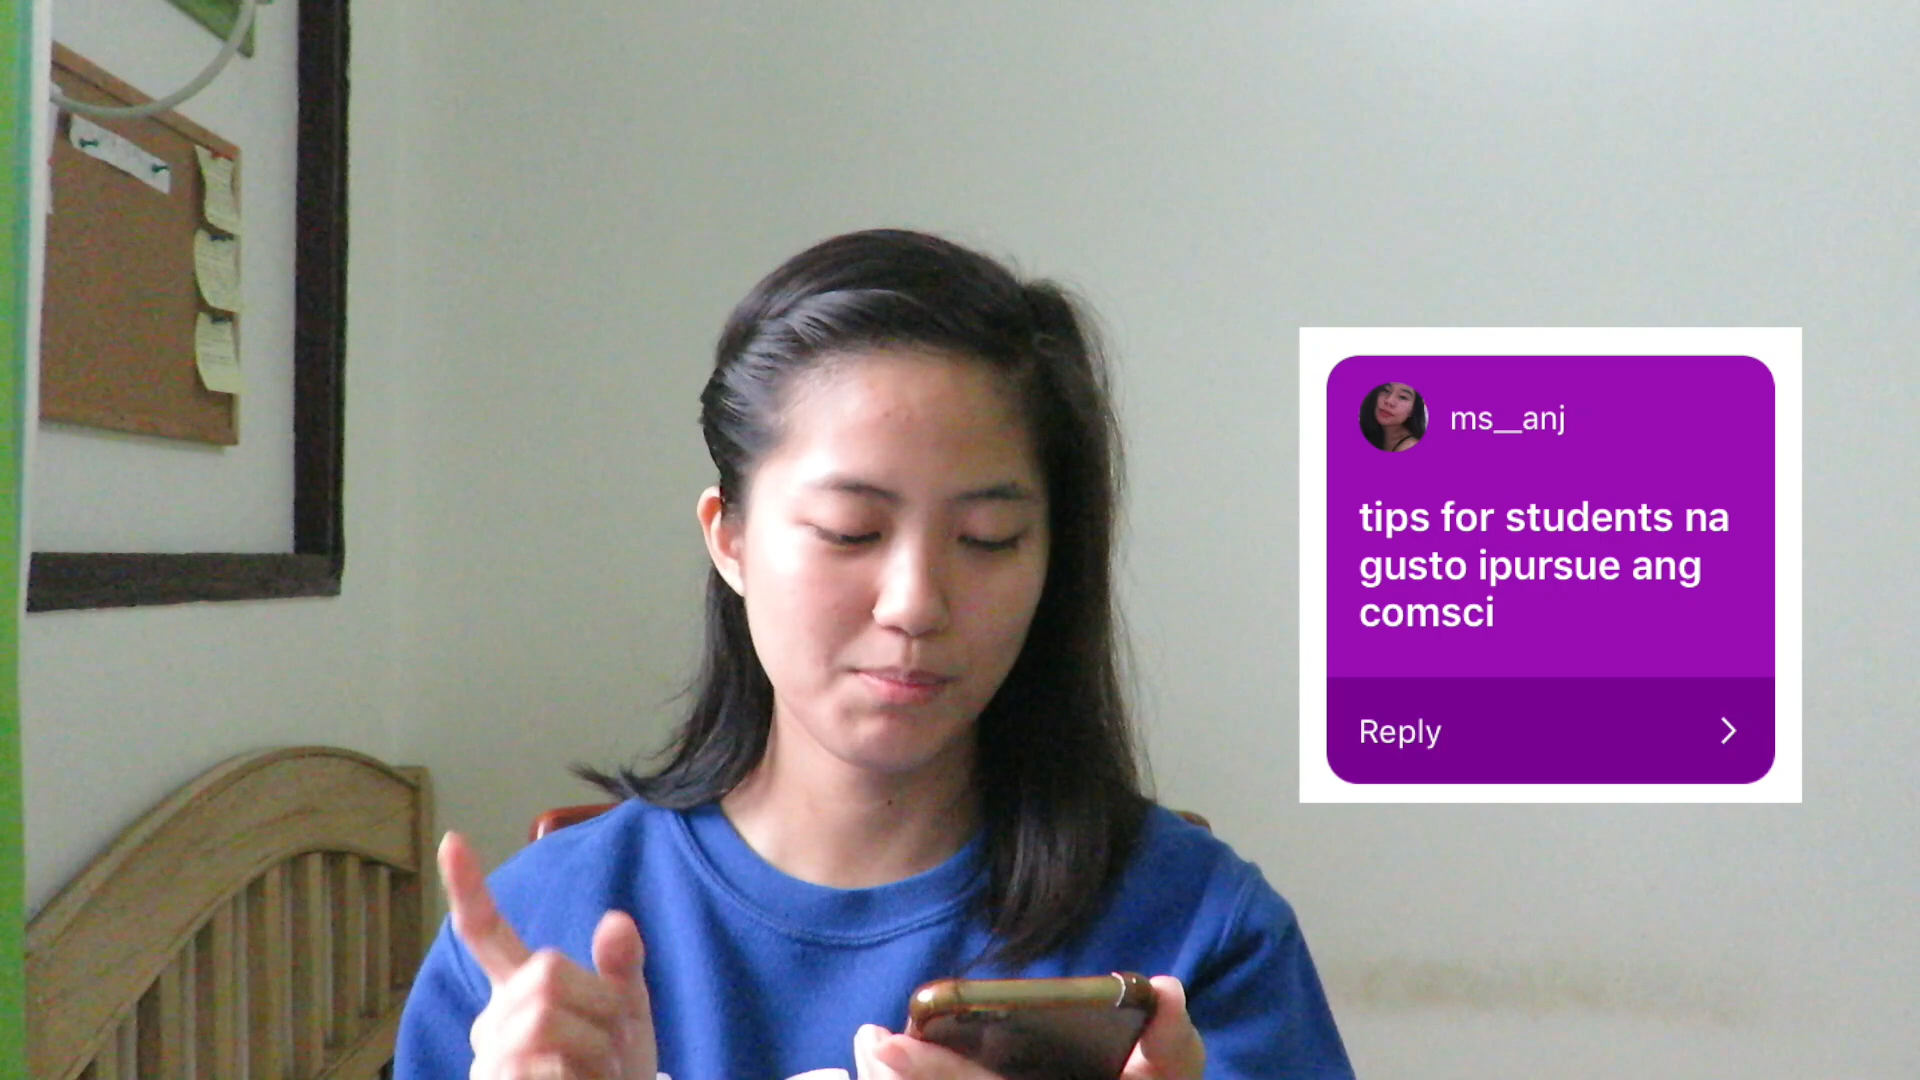 ms__anj
tips for students na
gusto ipursue ang
comsci
Reply